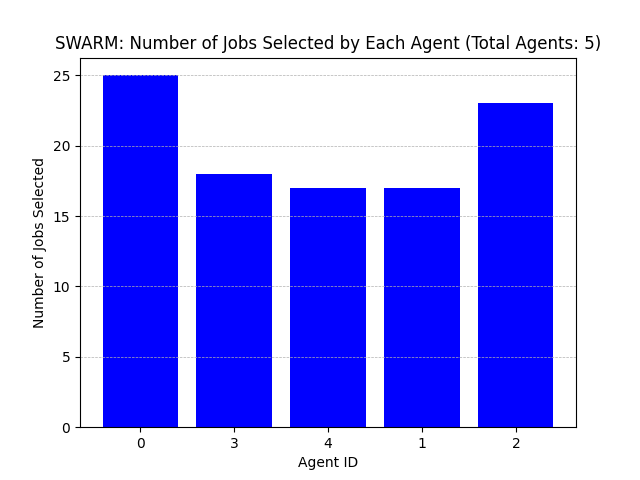 SWARM: Number of Jobs Selected by Each Agent (Total Agents: 5)
Number of Jobs Selected
25
20
15
10
5
0
0 3 4 1 2
Agent ID